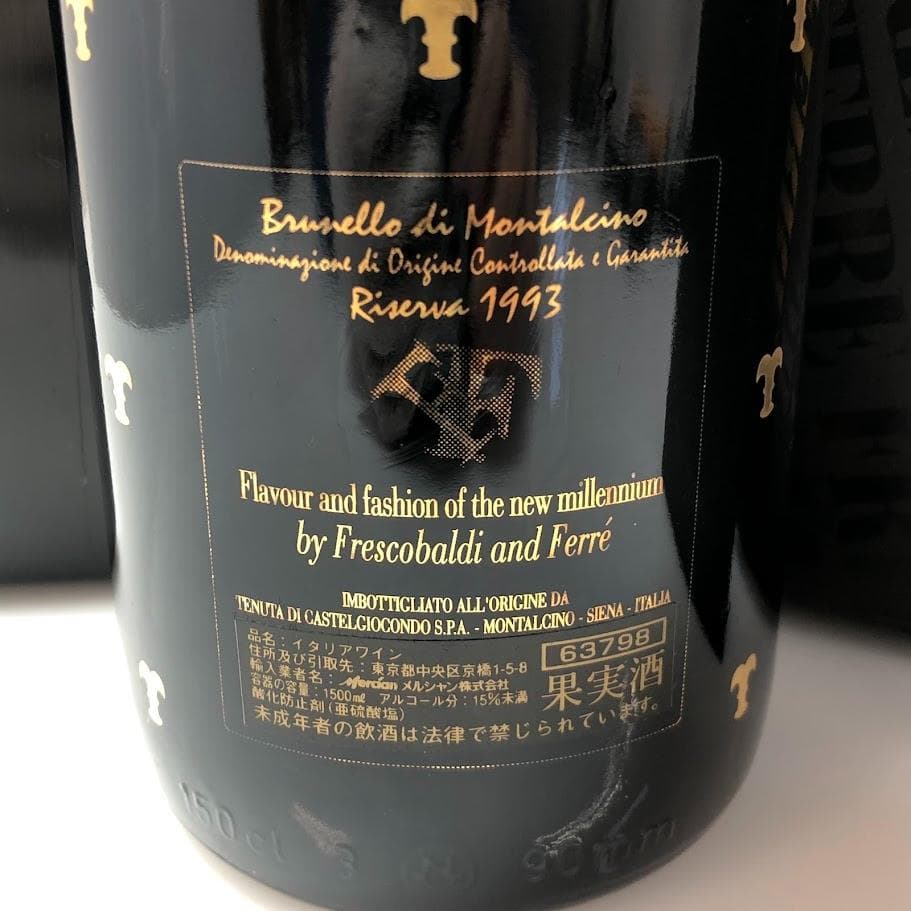 Brunello di Montalcino
Denominazione di Origine Controllata e Garantita
Riserva 1993
FF
Flavour and fashion of the new millennium
by Frescobaldi and Ferré
IMBOTTIGLIATO ALL'ORIGINE DA
TENUTA DI CASTELGIOCONDO S.P.A. - MONTALCINO - SIENA - ITALIA
品名：イタリアワイン
住所及び引取先：東京都中央区京橋1-5-8
輸入業者名：Mercian メルシャン株式会社
容器の容量：1500㎖ アルコール分：15%未満
酸化防止剤(亜硫酸塩)
63798
果実酒
未成年者の飲酒は法律で禁じられています。
150 cl 3 90 mm